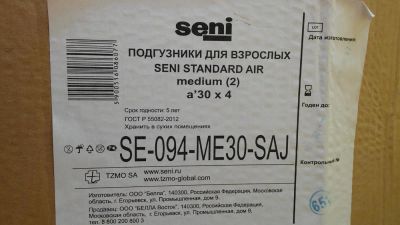 seni
ПОДГУЗНИКИ ДЛЯ ВЗРОСЛЫХ
SENI STANDARD AIR
medium (2)
a'30 x 4
Срок годности: 5 лет
ГОСТ Р 55082-2012
Хранить в сухих помещениях
SE-094-ME30-SAJ
TZMO SA
www.seni.ru
www.tzmo-global.com
Изготовитель: ООО "Белла", 140300, Российская Федерация, Московская
область, г. Егорьевск, ул. Промышленная, дом 9.
Продавец: ООО "БЕЛЛА Восток", 140300, Российская Федерация, Московская
область, г. Егорьевск, ул. Промышленная, дом 9.
тел. 8 800 200 800 3
LOT
Дата изготовления
Годен до:
Контрольный №